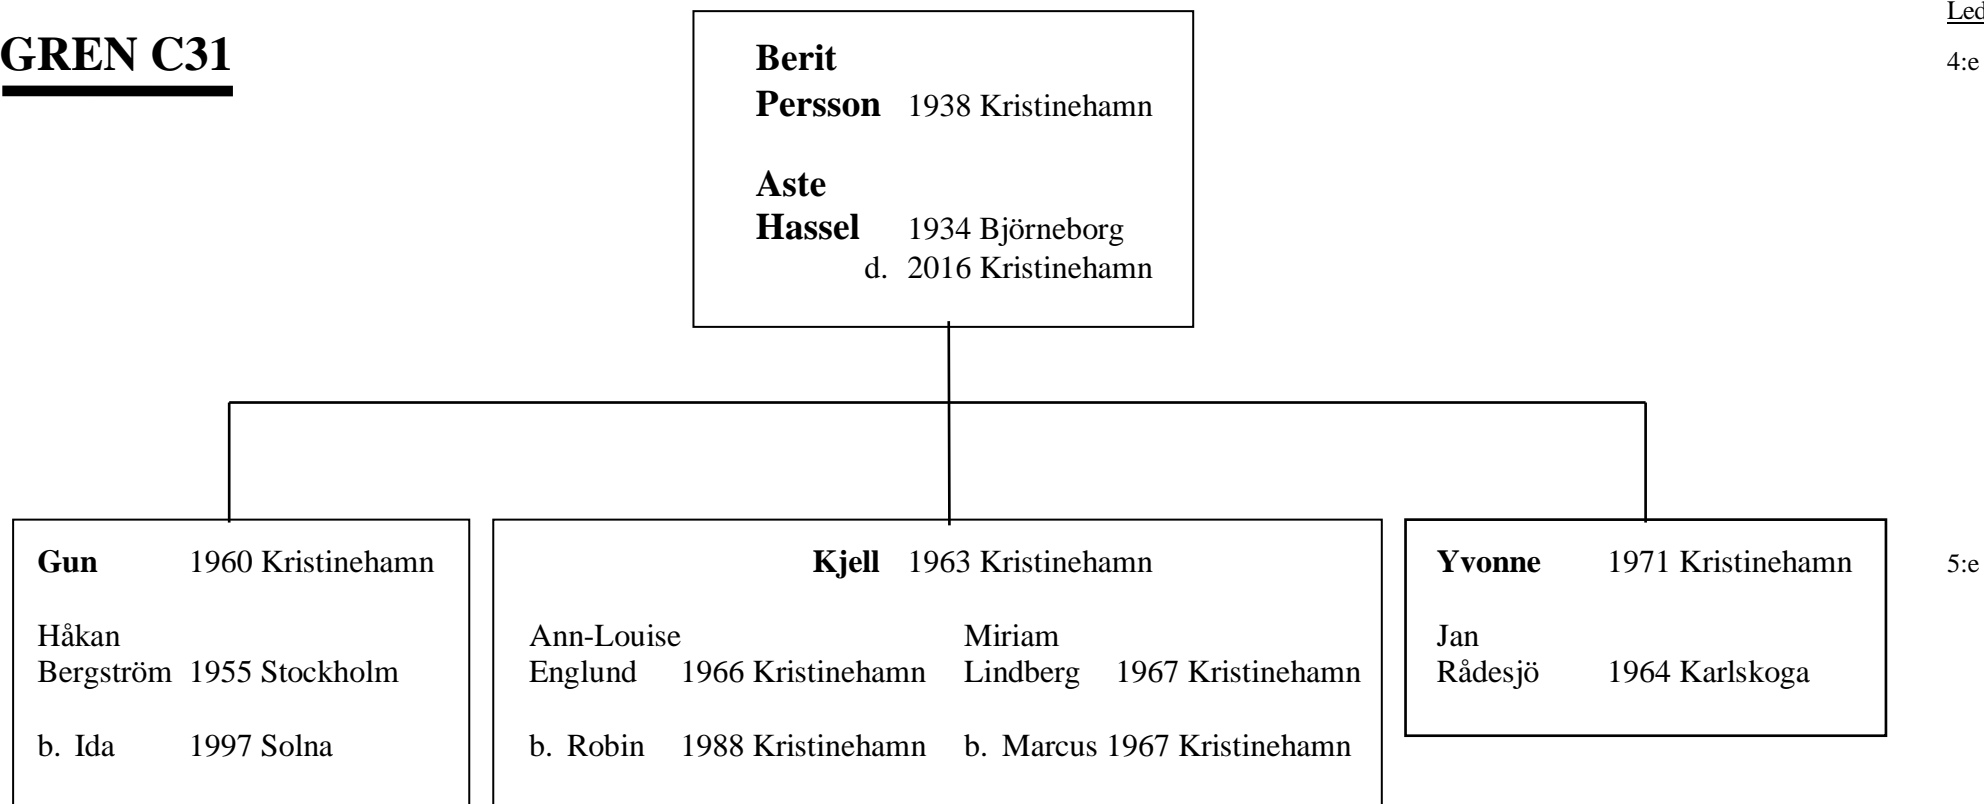 Led
GREN C31
4:e
Berit
Persson 1938 Kristinehamn
Aste
Hassel 1934 Björneborg
d. 2016 Kristinehamn
Gun 1960 Kristinehamn
Håkan
Bergström 1955 Stockholm
b. Ida 1997 Solna
Kjell 1963 Kristinehamn
Ann-Louise
Englund 1966 Kristinehamn
b. Robin 1988 Kristinehamn
Miriam
Lindberg 1967 Kristinehamn
b. Marcus 1967 Kristinehamn
Yvonne 1971 Kristinehamn
Jan
Rådesjö 1964 Karlskoga
5:e